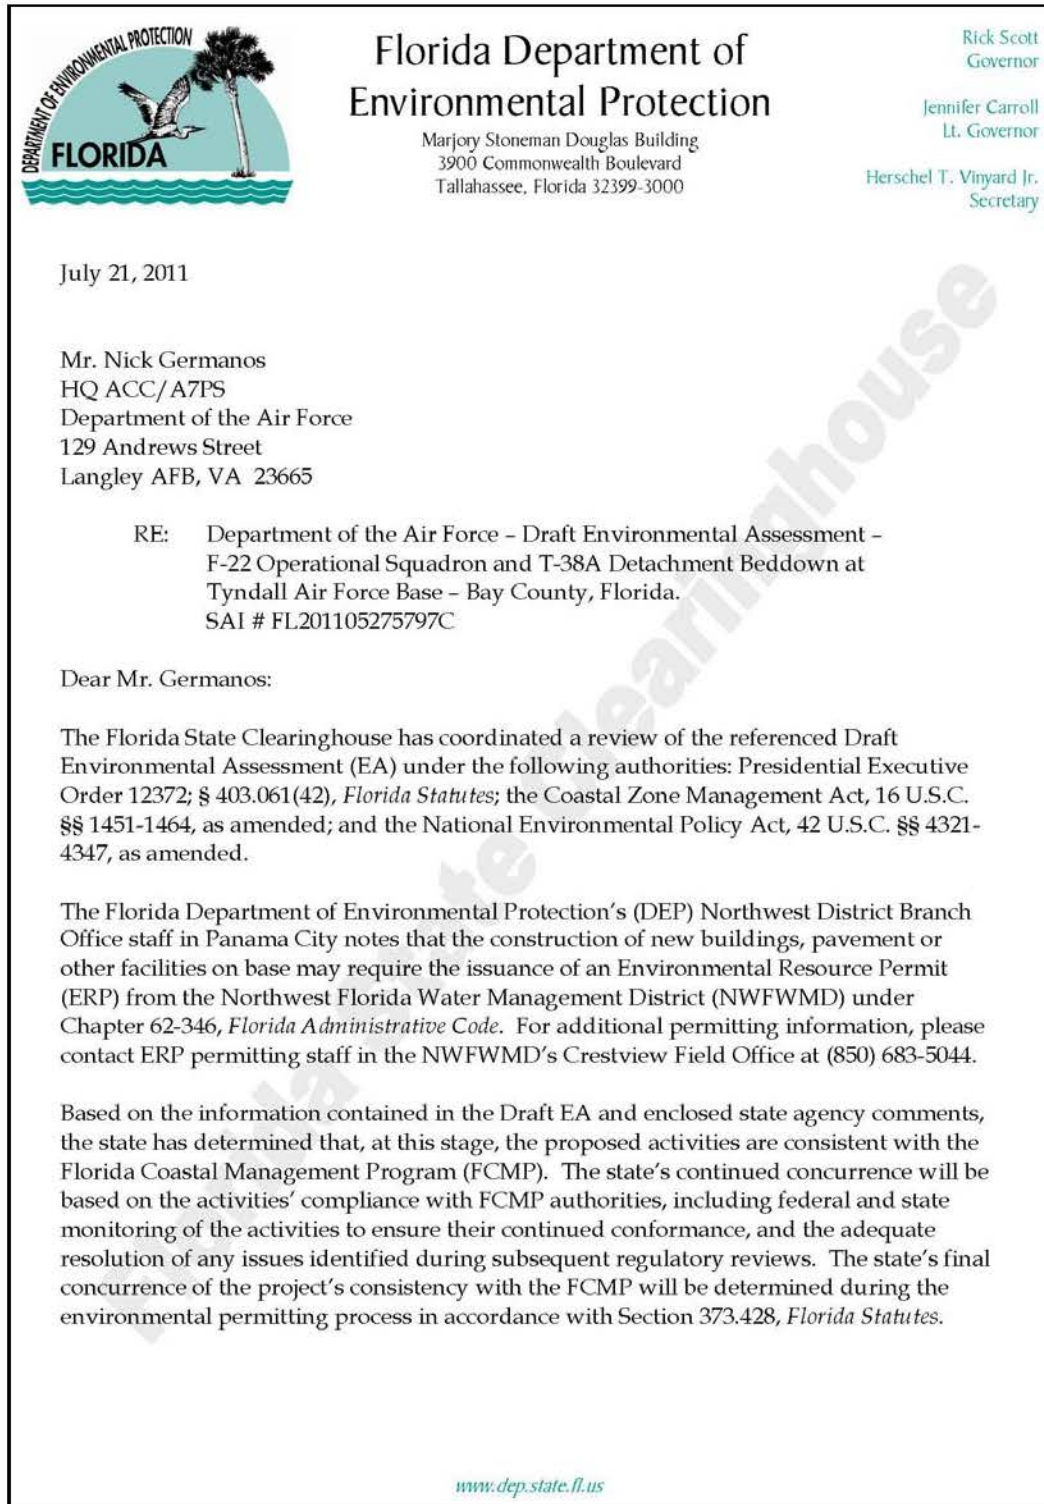 DEPARTMENT OF ENVIRONMENTAL PROTECTION
FLORIDA
Florida Department of
Environmental Protection
Marjory Stoneman Douglas Building
3900 Commonwealth Boulevard
Tallahassee, Florida 32399-3000
Rick Scott
Governor
Jennifer Carroll
Lt. Governor
Herschel T. Vinyard Jr.
Secretary
July 21, 2011
Mr. Nick Germanos
HQ ACC/A7PS
Department of the Air Force
129 Andrews Street
Langley AFB, VA 23665
RE: Department of the Air Force – Draft Environmental Assessment –
F-22 Operational Squadron and T-38A Detachment Beddown at
Tyndall Air Force Base – Bay County, Florida.
SAI # FL201105275797C
Dear Mr. Germanos:
The Florida State Clearinghouse has coordinated a review of the referenced Draft
Environmental Assessment (EA) under the following authorities: Presidential Executive
Order 12372; § 403.061(42), Florida Statutes; the Coastal Zone Management Act, 16 U.S.C.
§§ 1451-1464, as amended; and the National Environmental Policy Act, 42 U.S.C. §§ 4321-
4347, as amended.
The Florida Department of Environmental Protection's (DEP) Northwest District Branch
Office staff in Panama City notes that the construction of new buildings, pavement or
other facilities on base may require the issuance of an Environmental Resource Permit
(ERP) from the Northwest Florida Water Management District (NWFWMD) under
Chapter 62-346, Florida Administrative Code. For additional permitting information, please
contact ERP permitting staff in the NWFWMD's Crestview Field Office at (850) 683-5044.
Based on the information contained in the Draft EA and enclosed state agency comments,
the state has determined that, at this stage, the proposed activities are consistent with the
Florida Coastal Management Program (FCMP). The state's continued concurrence will be
based on the activities' compliance with FCMP authorities, including federal and state
monitoring of the activities to ensure their continued conformance, and the adequate
resolution of any issues identified during subsequent regulatory reviews. The state's final
concurrence of the project's consistency with the FCMP will be determined during the
environmental permitting process in accordance with Section 373.428, Florida Statutes.
Florida State Clearinghouse
www.dep.state.fl.us